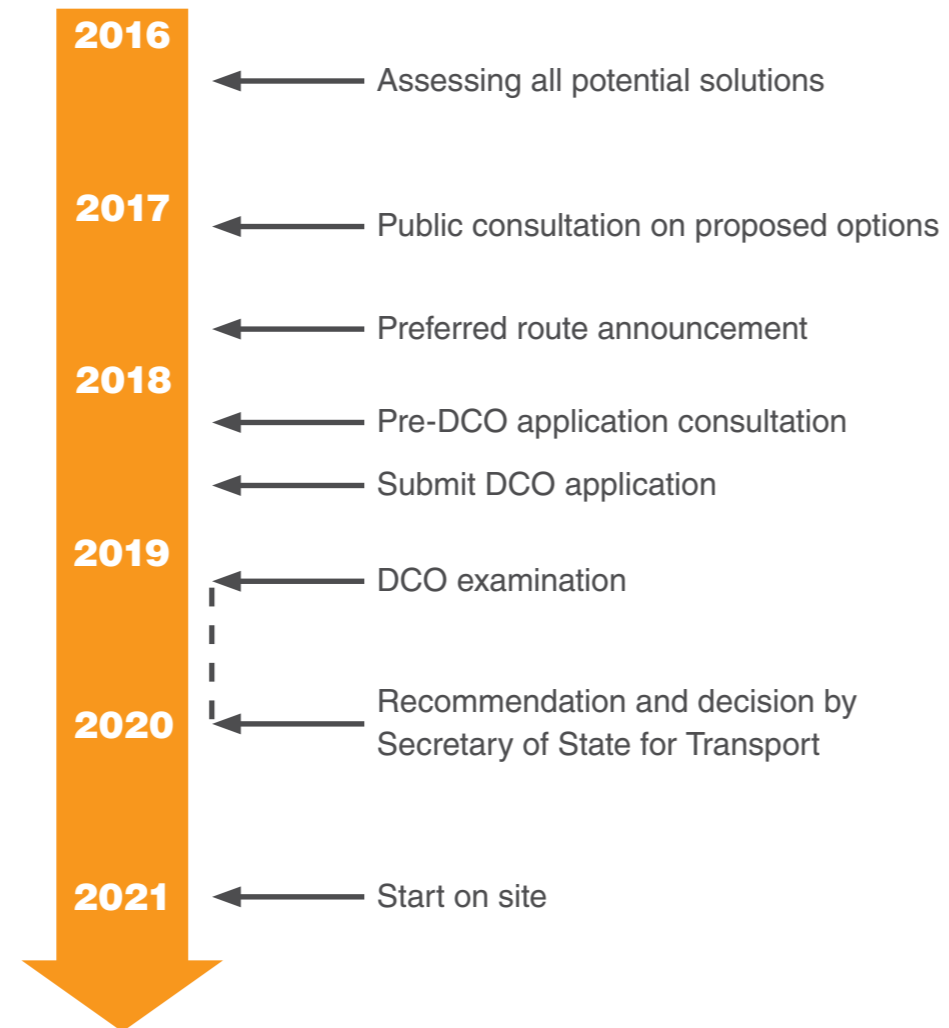 2016
Assessing all potential solutions
2017
Public consultation on proposed options
Preferred route announcement
2018
Pre-DCO application consultation
Submit DCO application
2019
DCO examination
Recommendation and decision by
2020
Secretary of State for Transport
2021
Start on site